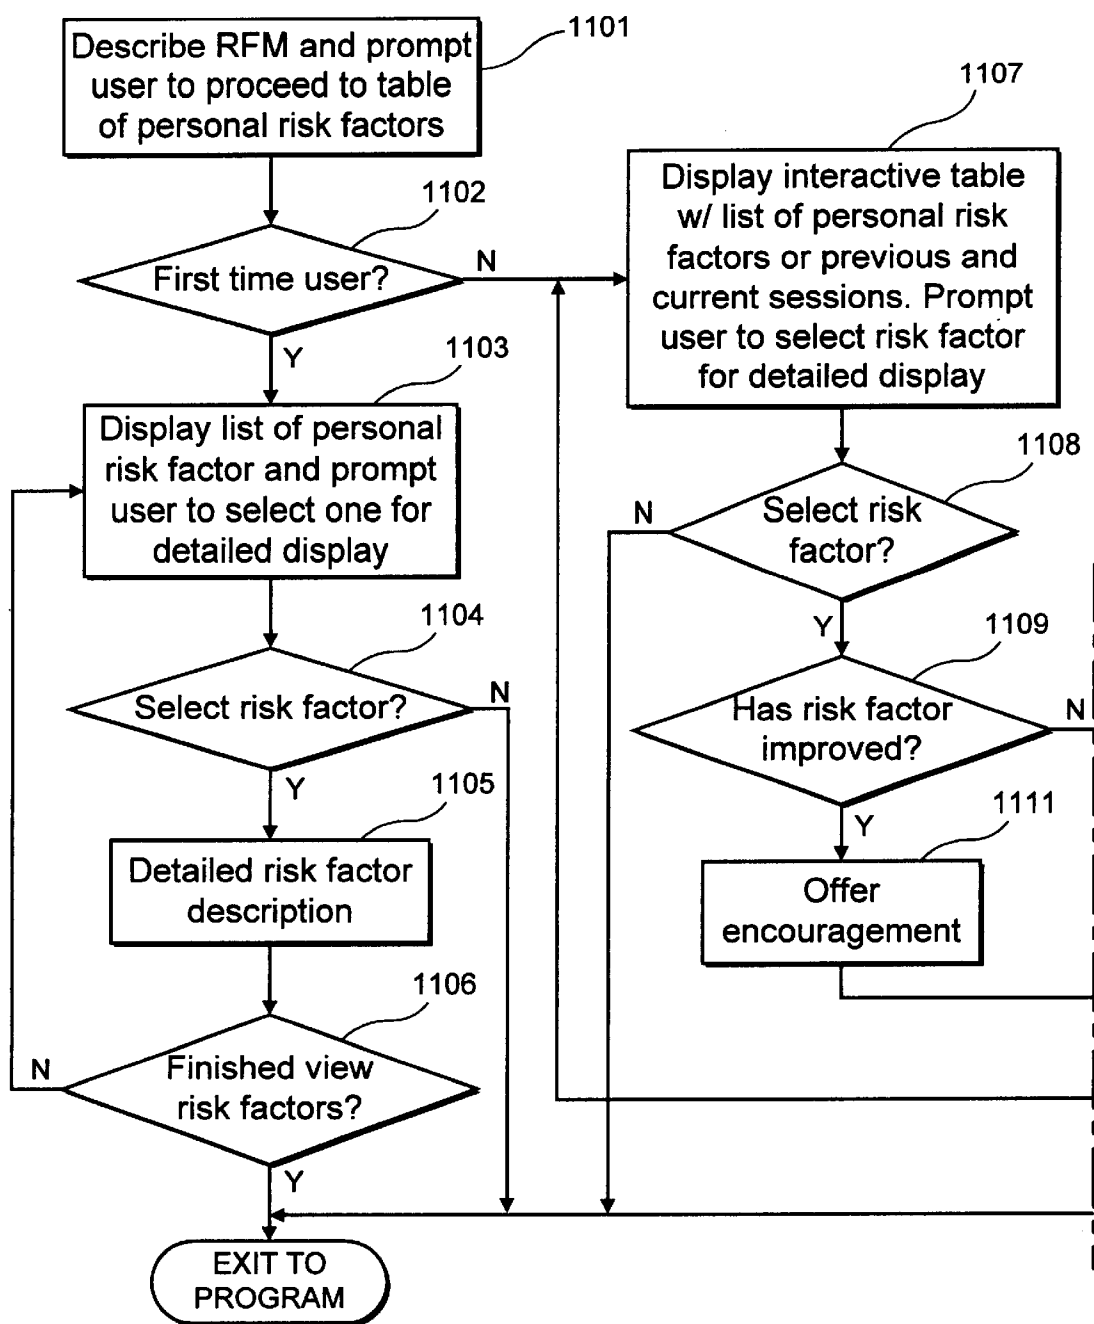 Describe RFM and prompt
user to proceed to table
of personal risk factors
1101
1102
First time user?
N
Y
1103
Display list of personal
risk factor and prompt
user to select one for
detailed display
1104
Select risk factor?
N
Y
1105
Detailed risk factor
description
1106
Finished view
risk factors?
N
Y
EXIT TO
PROGRAM
1107
Display interactive table
w/ list of personal risk
factors or previous and
current sessions. Prompt
user to select risk factor
for detailed display
1108
Select risk
factor?
N
Y
1109
Has risk factor
improved?
N
Y
1111
Offer
encouragement